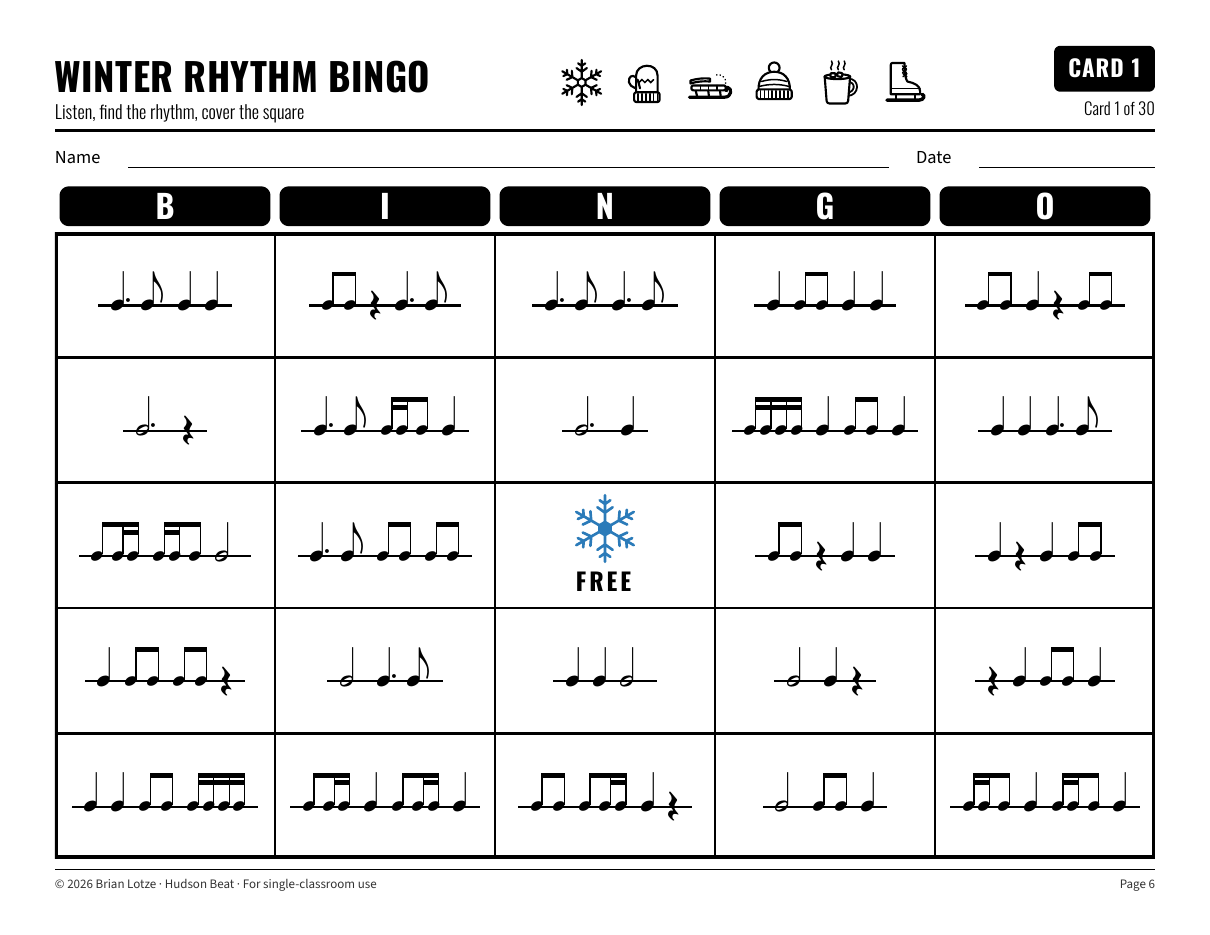 WINTER RHYTHM BINGO
CARD 1
Listen, find the rhythm, cover the square
Card 1 of 30
Name
Date
B I N G O
FREE
© 2026 Brian Lotze · Hudson Beat · For single-classroom use
Page 6